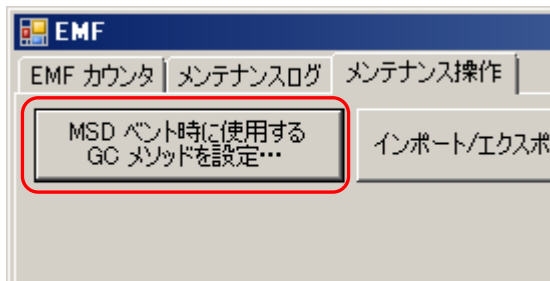 EMF
EMF カウンタ メンテナンスログ メンテナンス操作
MSD ベント時に使用する
GC メソッドを設定…
インポート/エクスポ